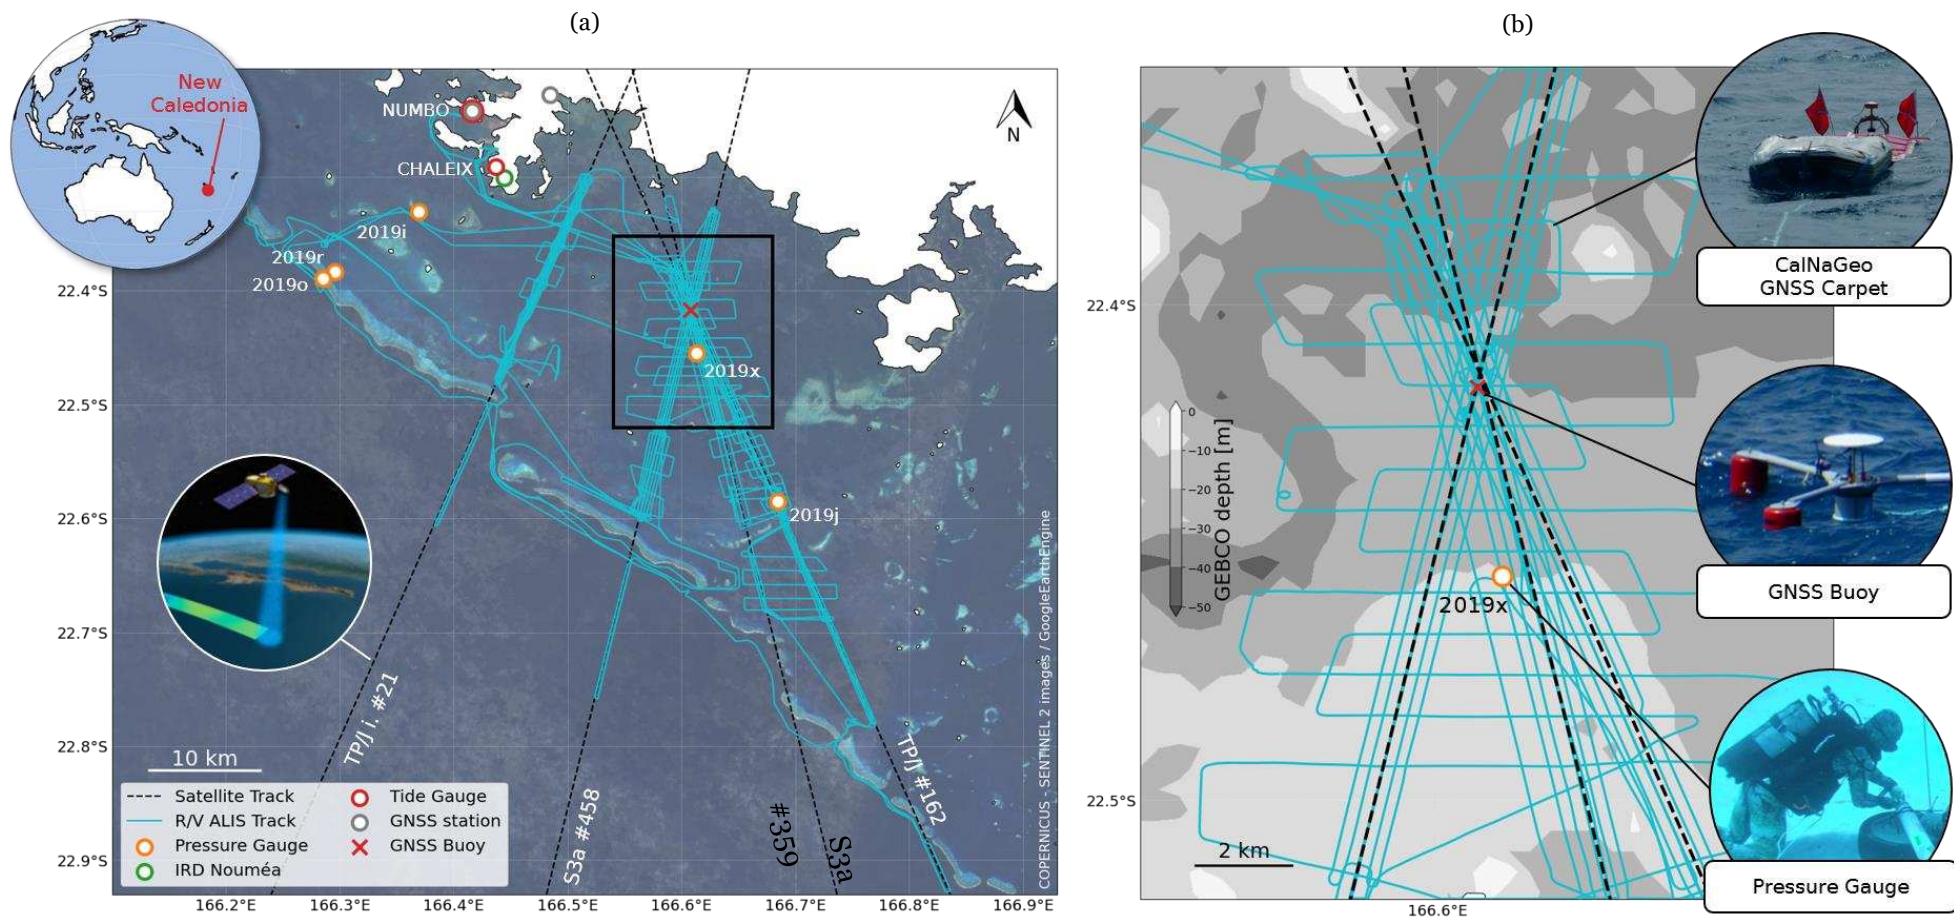 (a)
(b)
New
Caledonia
NUMBO
N
CHALEIX
2019i
2019r
2019o
2019x
2019j
22.4°S
22.5°S
22.6°S
22.7°S
22.8°S
22.9°S
TP/J i. #21
S3a #458
#359
S3a
TP/J #162
10 km
Satellite Track
R/V ALIS Track
Pressure Gauge
IRD Nouméa
Tide Gauge
GNSS station
GNSS Buoy
COPERNICUS - SENTINEL 2 images / GoogleEarthEngine
166.2°E
166.3°E
166.4°E
166.5°E
166.6°E
166.7°E
166.8°E
166.9°E
22.4°S
22.5°S
GEBCO depth [m]
0
-10
-20
-30
-40
-50
2019x
2 km
166.6°E
CalNaGeo
GNSS Carpet
GNSS Buoy
Pressure Gauge